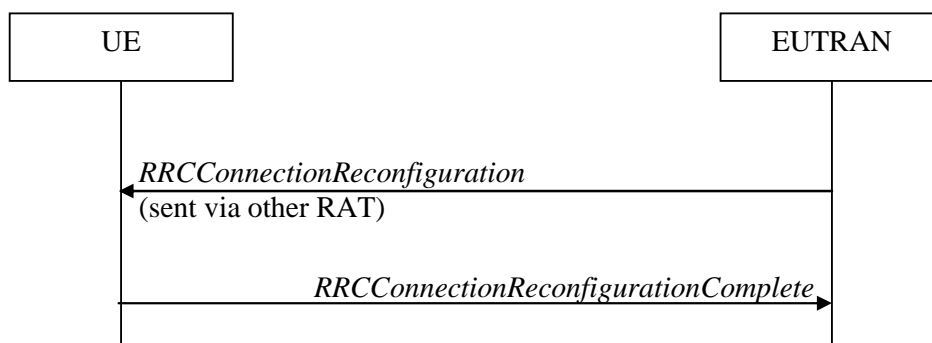 UE
EUTRAN
RRCConnectionReconfiguration
(sent via other RAT)
RRCConnectionReconfigurationComplete